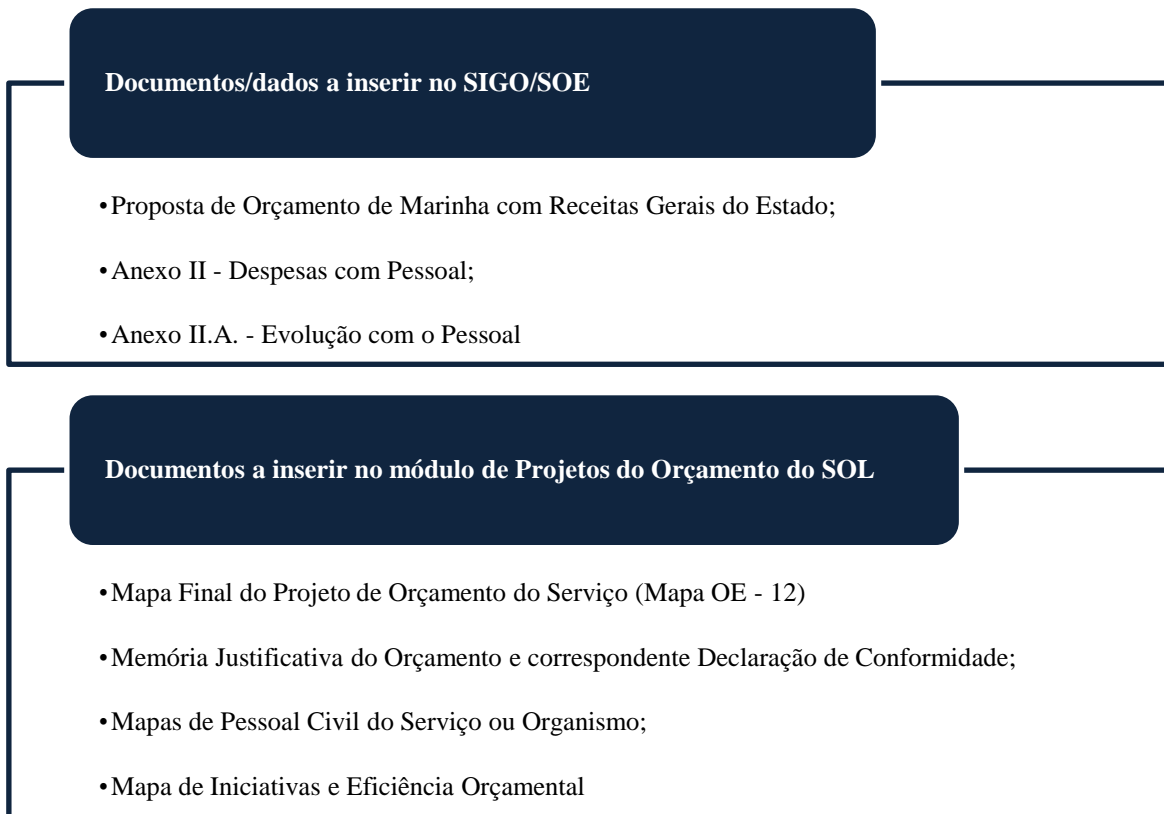 Documentos/dados a inserir no SIGO/SOE
•Proposta de Orçamento de Marinha com Receitas Gerais do Estado;
•Anexo II - Despesas com Pessoal;
•Anexo II.A. - Evolução com o Pessoal
Documentos a inserir no módulo de Projetos do Orçamento do SOL
•Mapa Final do Projeto de Orçamento do Serviço (Mapa OE - 12)
•Memória Justificativa do Orçamento e correspondente Declaração de Conformidade;
•Mapas de Pessoal Civil do Serviço ou Organismo;
•Mapa de Iniciativas e Eficiência Orçamental